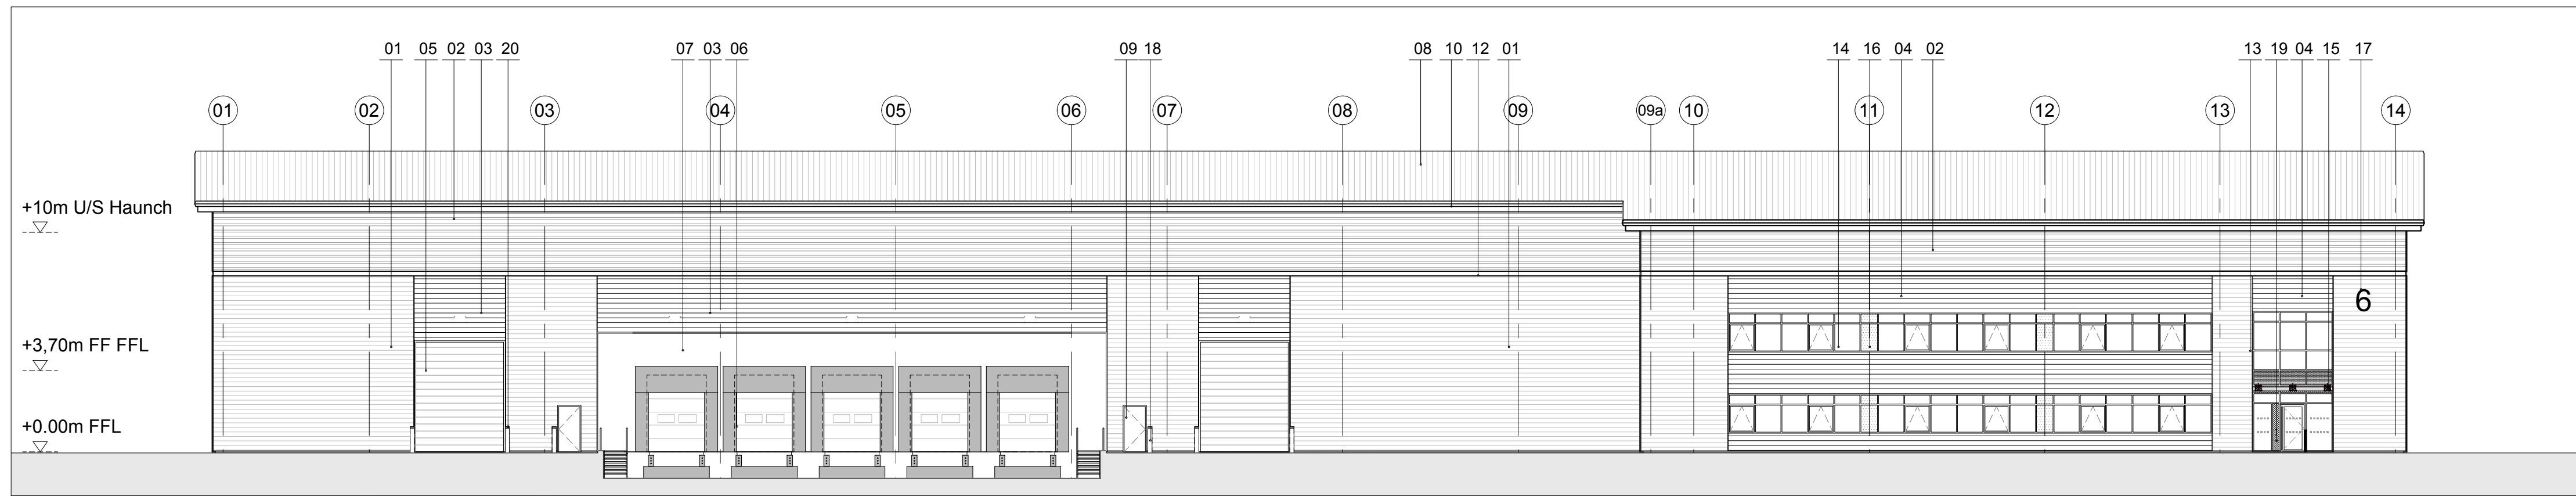 01 05 02 03 20 07 03 06 09 18 08 10 12 01 14 16 04 02 13 19 04 15 17
01 02 03 04 05 06 07 08 09 09a 10 11 12 13 14
+10m U/S Haunch
6
+3,70m FF FFL
+0.00m FFL